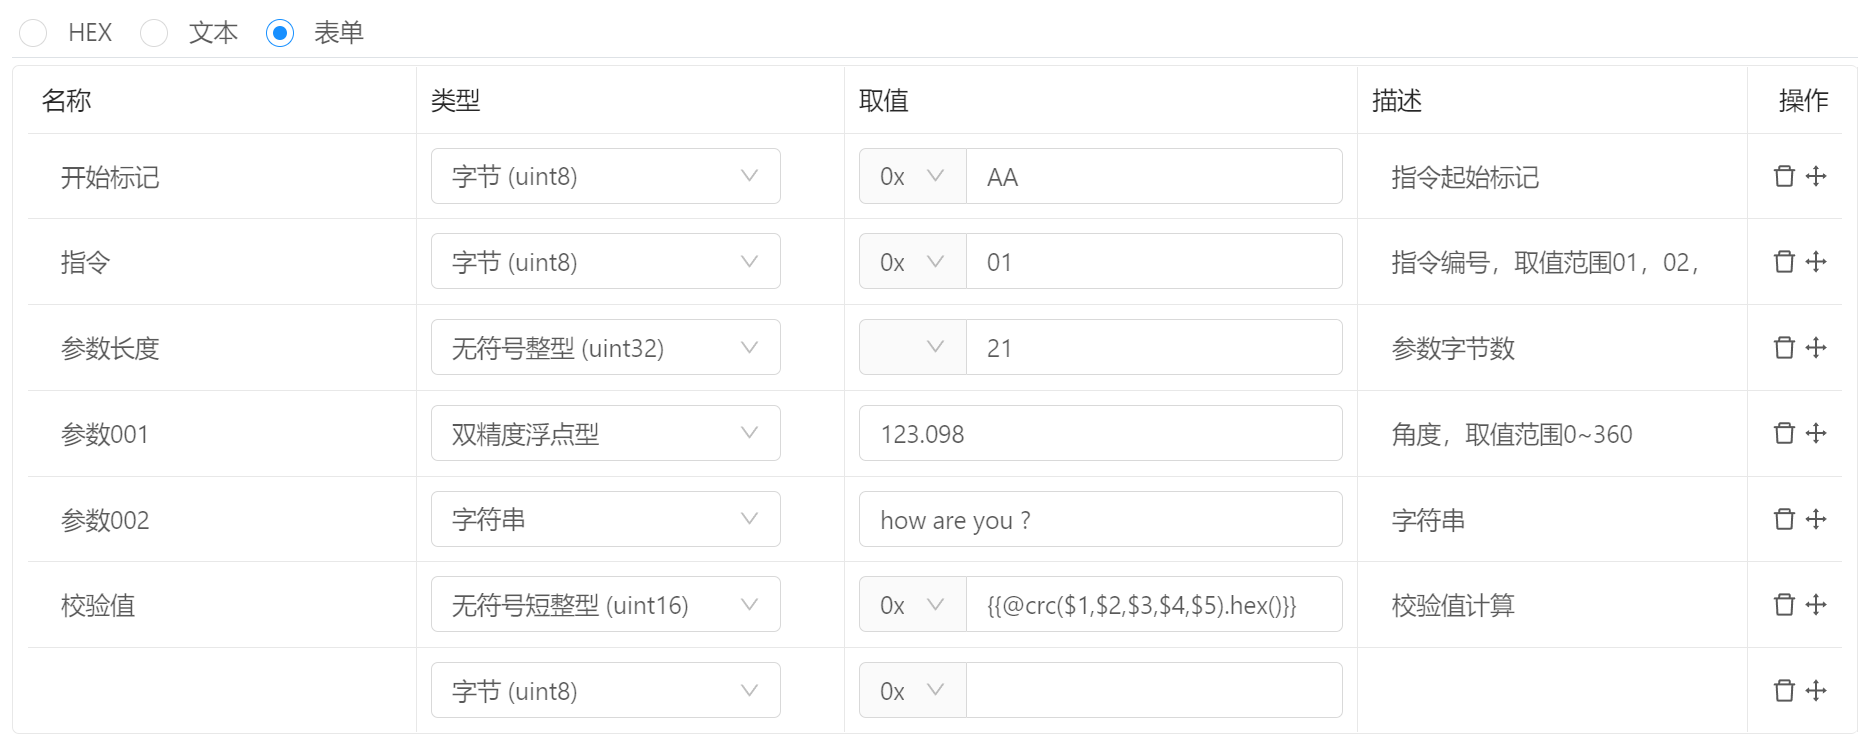 HEX 文本 表单
名称 类型 取值 描述 操作
开始标记 字节 (uint8) 0x AA 指令起始标记
指令 字节 (uint8) 0x 01 指令编号，取值范围01，02，
参数长度 无符号整型 (uint32) 21 参数字节数
参数001 双精度浮点型 123.098 角度，取值范围0~360
参数002 字符串 how are you ? 字符串
校验值 无符号短整型 (uint16) 0x {{@crc($1,$2,$3,$4,$5).hex()}} 校验值计算
字节 (uint8) 0x